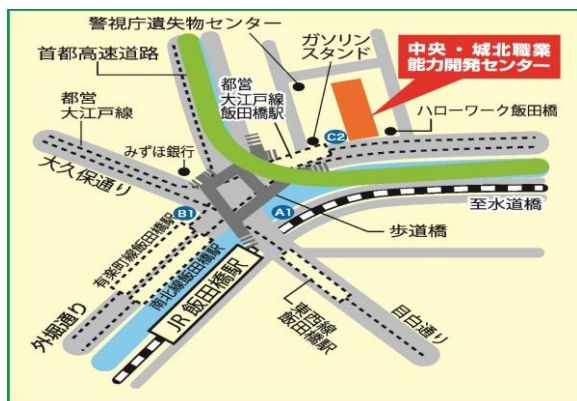 警視庁遺失物センター
首都高速道路
ガソリン
スタンド
中央・城北職業
能力開発センター
都営
大江戸線
都営
大江戸線
飯田橋駅
ハローワーク飯田橋
C2
みずほ銀行
大久保通り
B1
A1
至水道橋
歩道橋
有楽町線飯田橋駅
南北線飯田橋駅
JR 飯田橋駅
外堀通り
東西線
飯田橋駅
目白通り